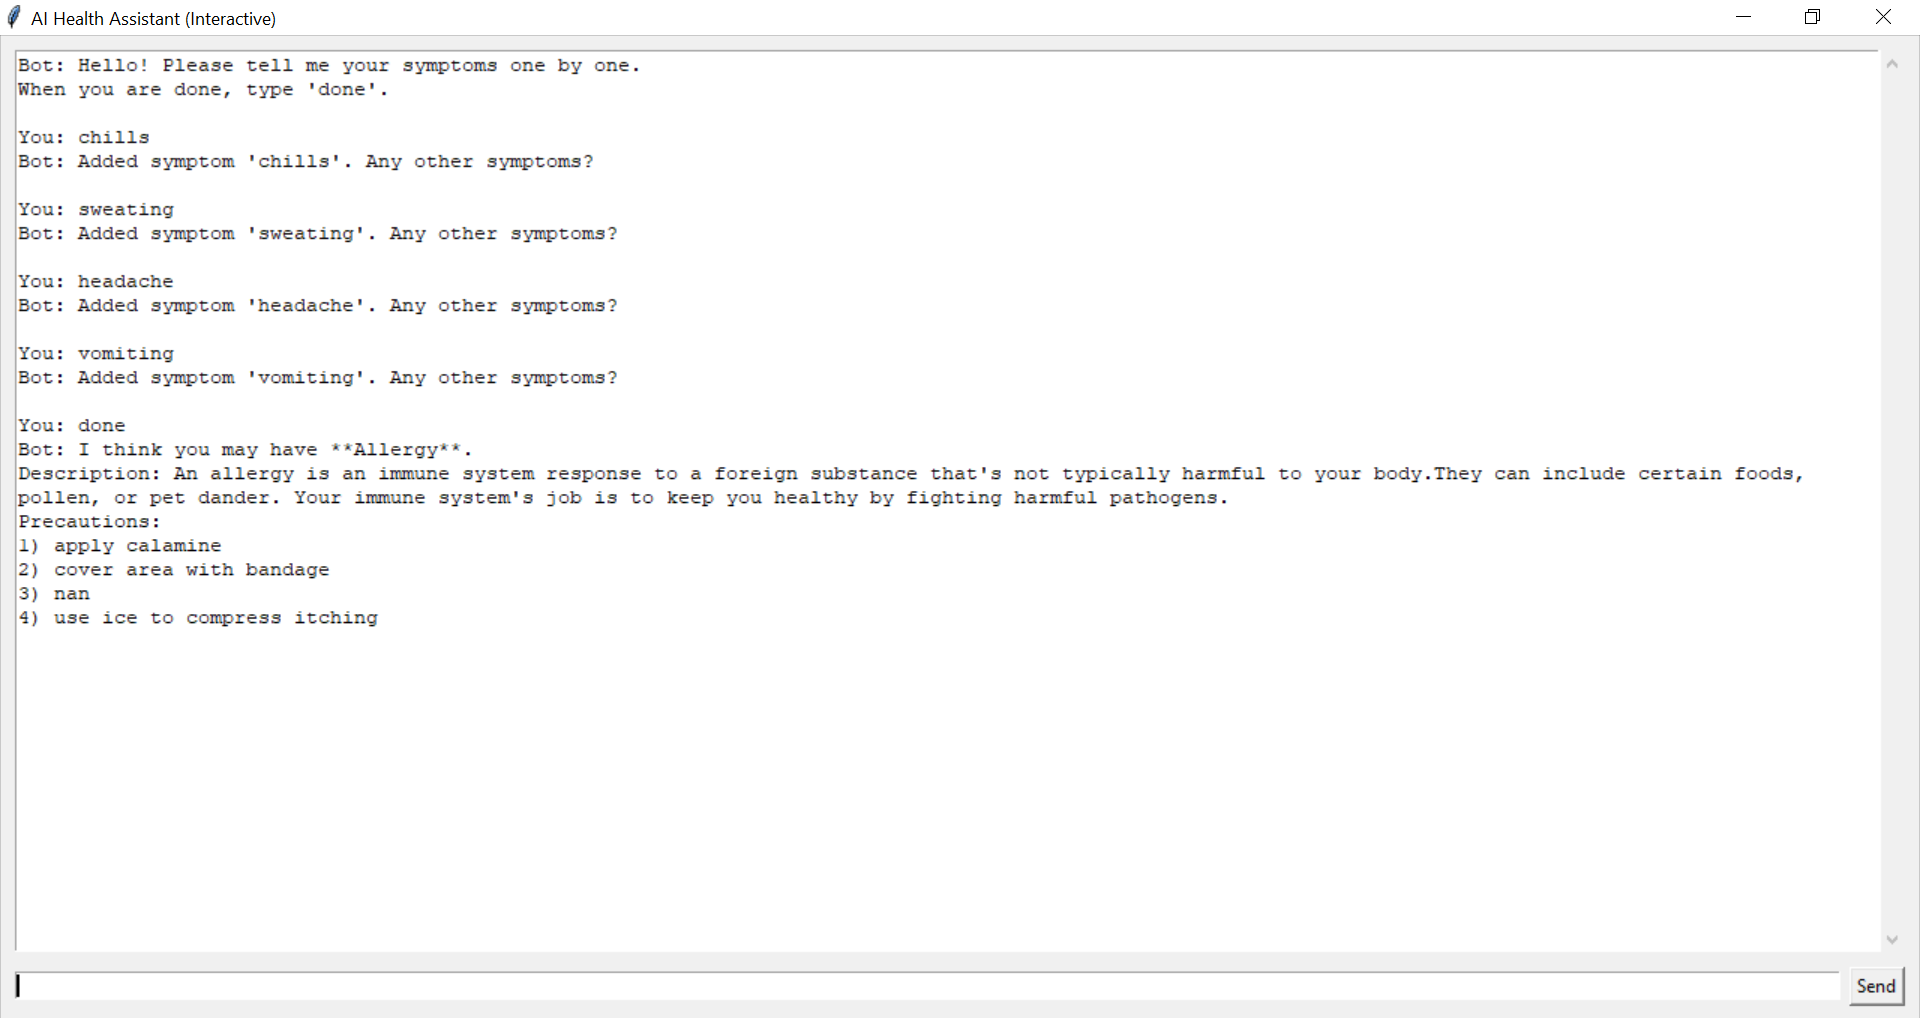 AI Health Assistant (Interactive)
Bot: Hello! Please tell me your symptoms one by one.
When you are done, type 'done'.
You: chills
Bot: Added symptom 'chills'. Any other symptoms?
You: sweating
Bot: Added symptom 'sweating'. Any other symptoms?
You: headache
Bot: Added symptom 'headache'. Any other symptoms?
You: vomiting
Bot: Added symptom 'vomiting'. Any other symptoms?
You: done
Bot: I think you may have **Allergy**.
Description: An allergy is an immune system response to a foreign substance that's not typically harmful to your body.They can include certain foods,
pollen, or pet dander. Your immune system's job is to keep you healthy by fighting harmful pathogens.
Precautions:
1) apply calamine
2) cover area with bandage
3) nan
4) use ice to compress itching
Send